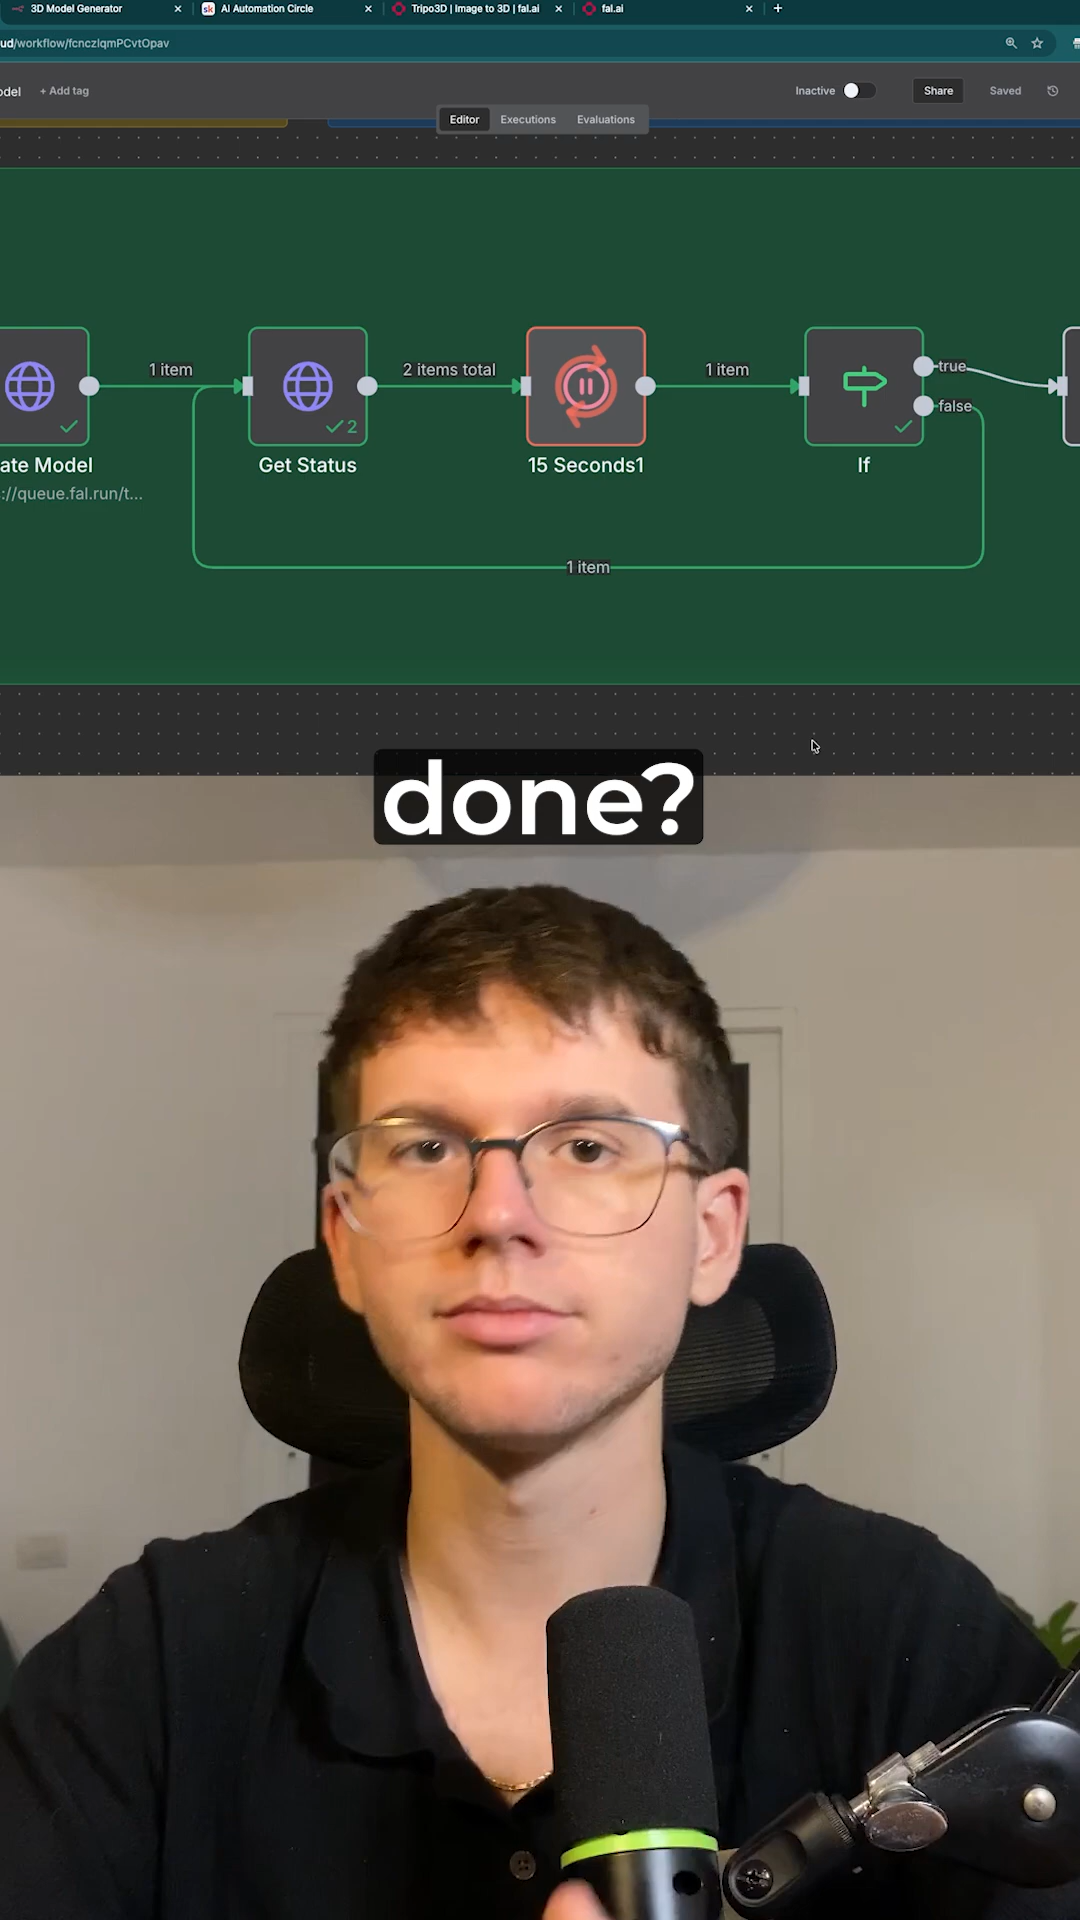 3D Model Generator
sk AI Automation Circle
Tripo3D | Image to 3D | fal.ai
fal.ai
ud/workflow/fcnczlqmPCvtOpav
odel
+ Add tag
Inactive
Share
Saved
Editor
Executions
Evaluations
1 item
2 items total
1 item
true
false
2
ate Model
Get Status
15 Seconds1
If
://queue.fal.run/t...
1 item
done?